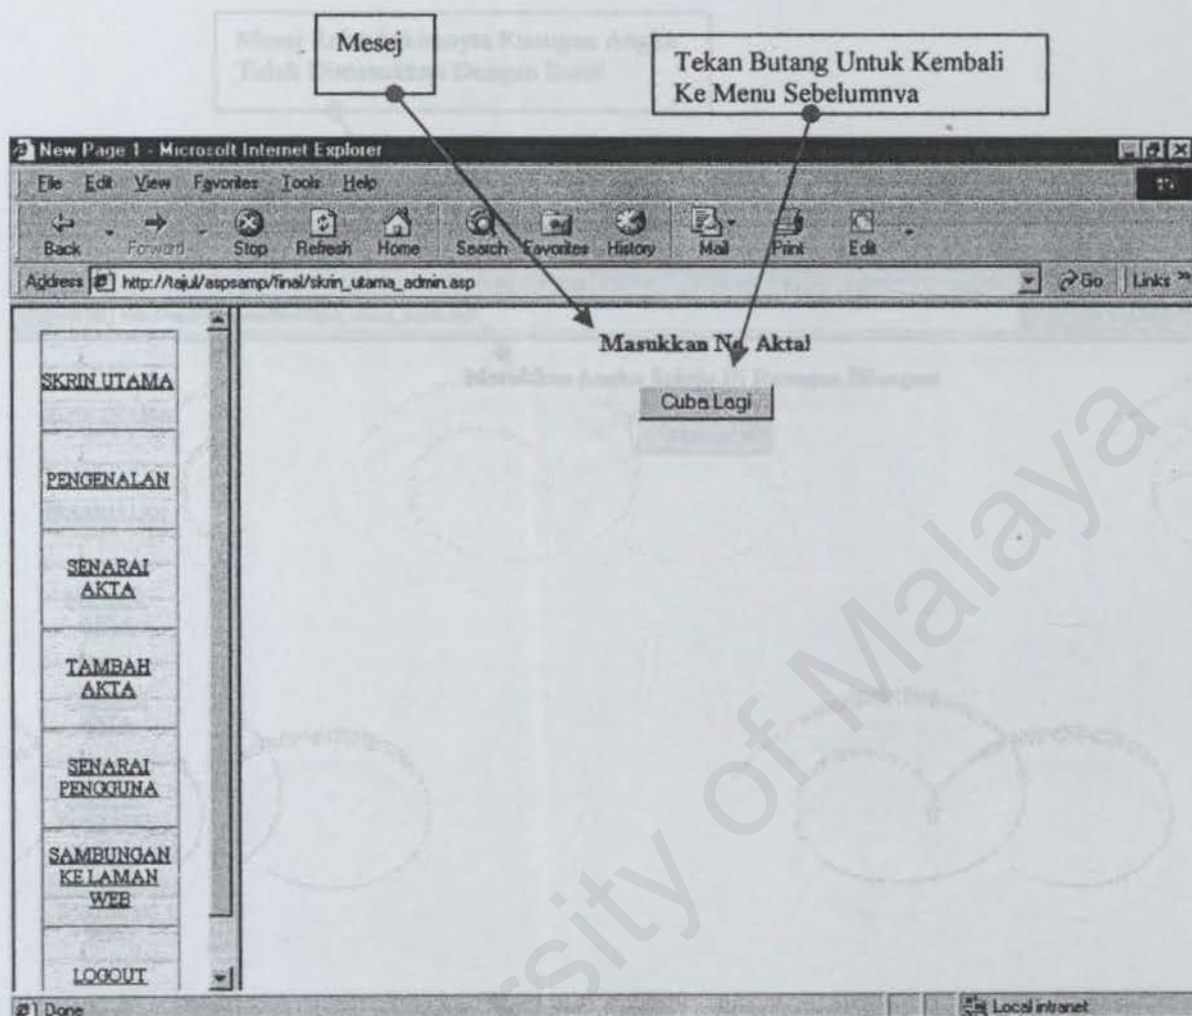 Mesej
Tekan Butang Untuk Kembali
Ke Menu Sebelumnya
New Page 1 - Microsoft Internet Explorer
File Edit View Favorites Tools Help
Back Forward Stop Refresh Home Search Favorites History Mail Print Edit
Address http://tajul/aspsamp/final/skrin_utama_admin.asp Go Links »
Masukkan No. Akta!
Cuba Lagi
SKRIN UTAMA
PENGENALAN
SENARAI
AKTA
TAMBAH
AKTA
SENARAI
PENGGUNA
SAMBUNGAN
KE LAMAN
WEB
LOGOUT
Done Local intranet
University of Malaya